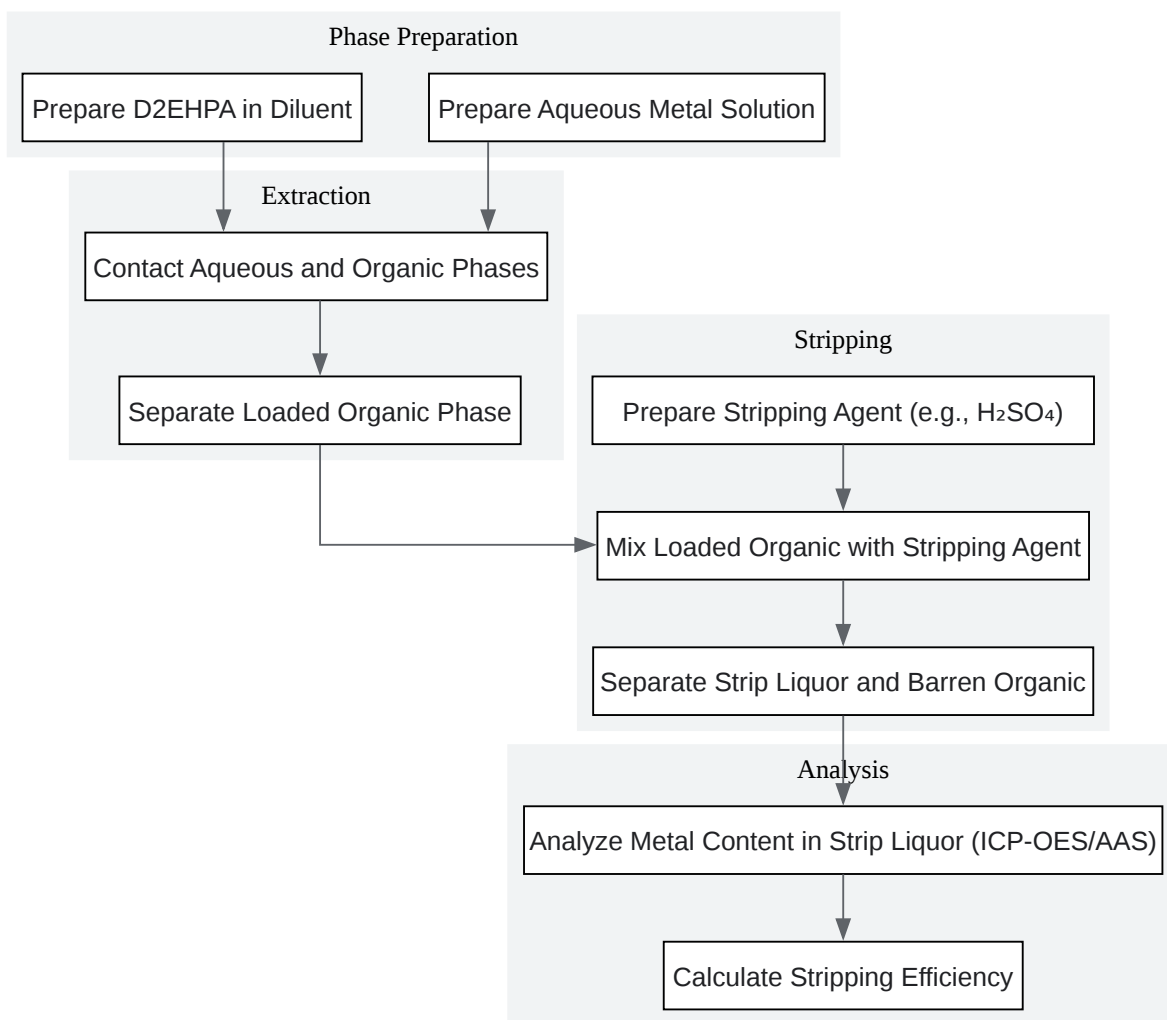 Phase Preparation
Prepare D2EHPA in Diluent
Prepare Aqueous Metal Solution
Extraction
Contact Aqueous and Organic Phases
Separate Loaded Organic Phase
Stripping
Prepare Stripping Agent (e.g., H₂SO₄)
Mix Loaded Organic with Stripping Agent
Separate Strip Liquor and Barren Organic
Analysis
Analyze Metal Content in Strip Liquor (ICP-OES/AAS)
Calculate Stripping Efficiency